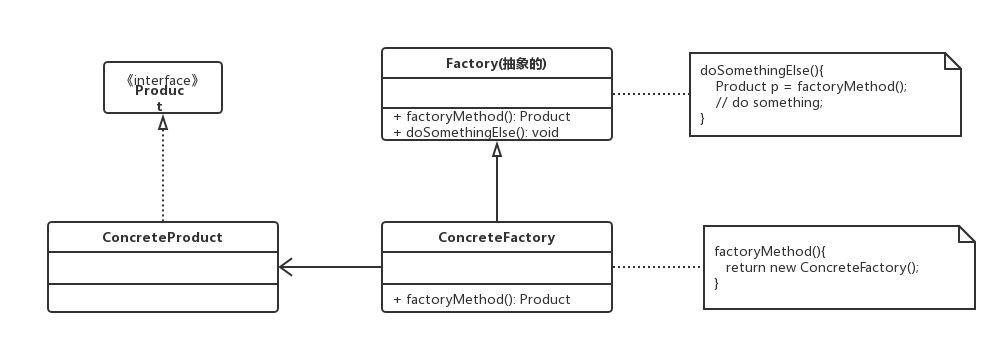 《interface》
Produc
t
Factory(抽象的)
+ factoryMethod(): Product
+ doSomethingElse(): void
doSomethingElse(){
Product p = factoryMethod();
// do something;
}
ConcreteProduct
ConcreteFactory
+ factoryMethod(): Product
factoryMethod(){
return new ConcreteFactory();
}